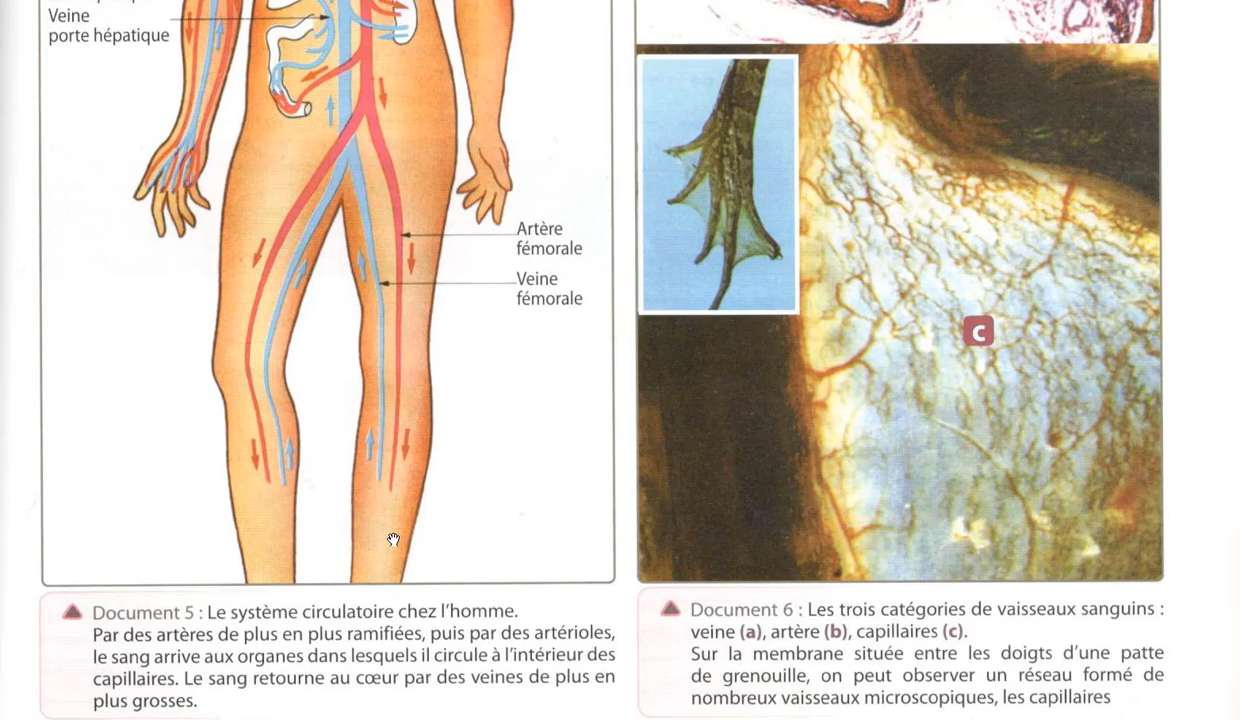 Veine
porte hépatique
Artère
fémorale
Veine
fémorale
c
Document 5 : Le système circulatoire chez l'homme.
Par des artères de plus en plus ramifiées, puis par des artérioles,
le sang arrive aux organes dans lesquels il circule à l'intérieur des
capillaires. Le sang retourne au cœur par des veines de plus en
plus grosses.
Document 6 : Les trois catégories de vaisseaux sanguins :
veine (a), artère (b), capillaires (c).
Sur la membrane située entre les doigts d'une patte
de grenouille, on peut observer un réseau formé de
nombreux vaisseaux microscopiques, les capillaires